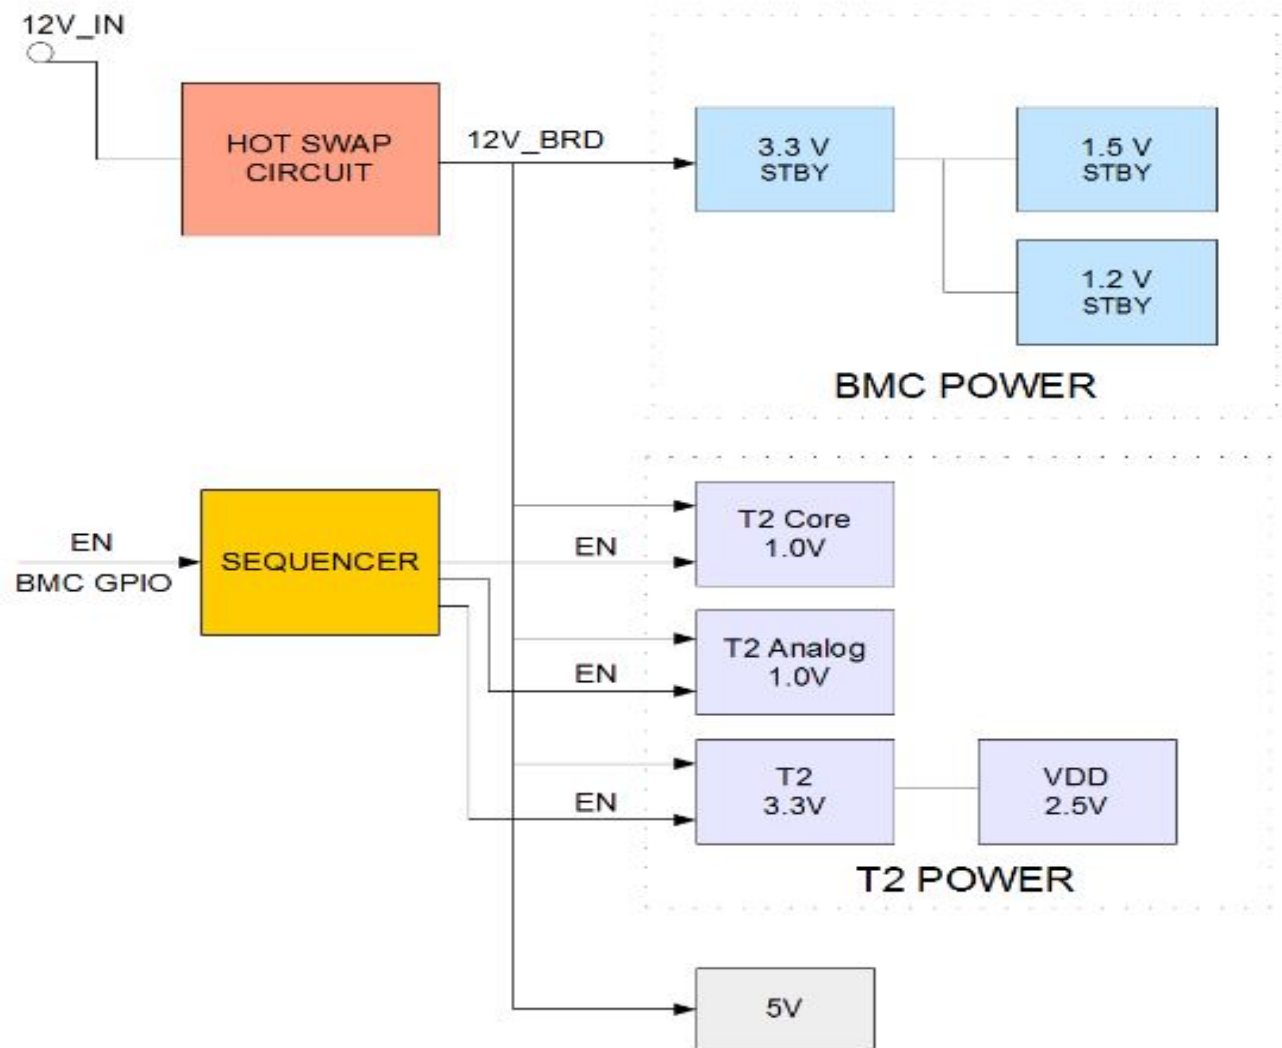 12V_IN
HOT SWAP
CIRCUIT
12V_BRD
3.3 V
STBY
1.5 V
STBY
1.2 V
STBY
BMC POWER
EN
BMC GPIO
SEQUENCER
EN
T2 Core
1.0V
EN
T2 Analog
1.0V
EN
T2
3.3V
VDD
2.5V
T2 POWER
5V